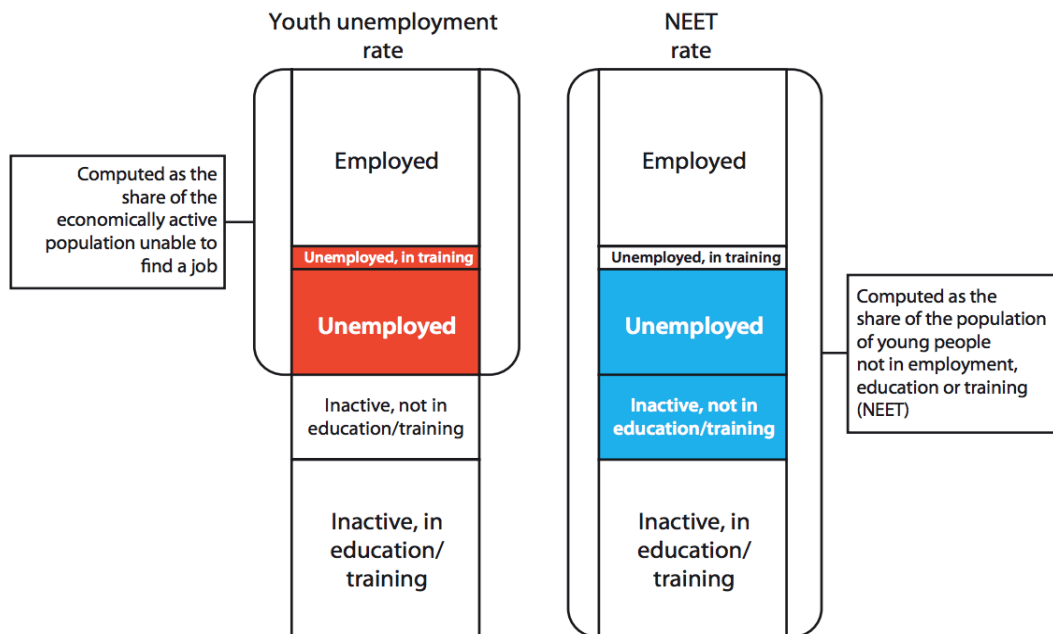 Youth unemployment
rate
NEET
rate
Computed as the
share of the
economically active
population unable to
find a job
Employed
Unemployed, in training
Unemployed
Inactive, not in
education/training
Inactive, in
education/
training
Employed
Unemployed, in training
Unemployed
Inactive, not in
education/training
Inactive, in
education/
training
Computed as the
share of the population
of young people
not in employment,
education or training
(NEET)